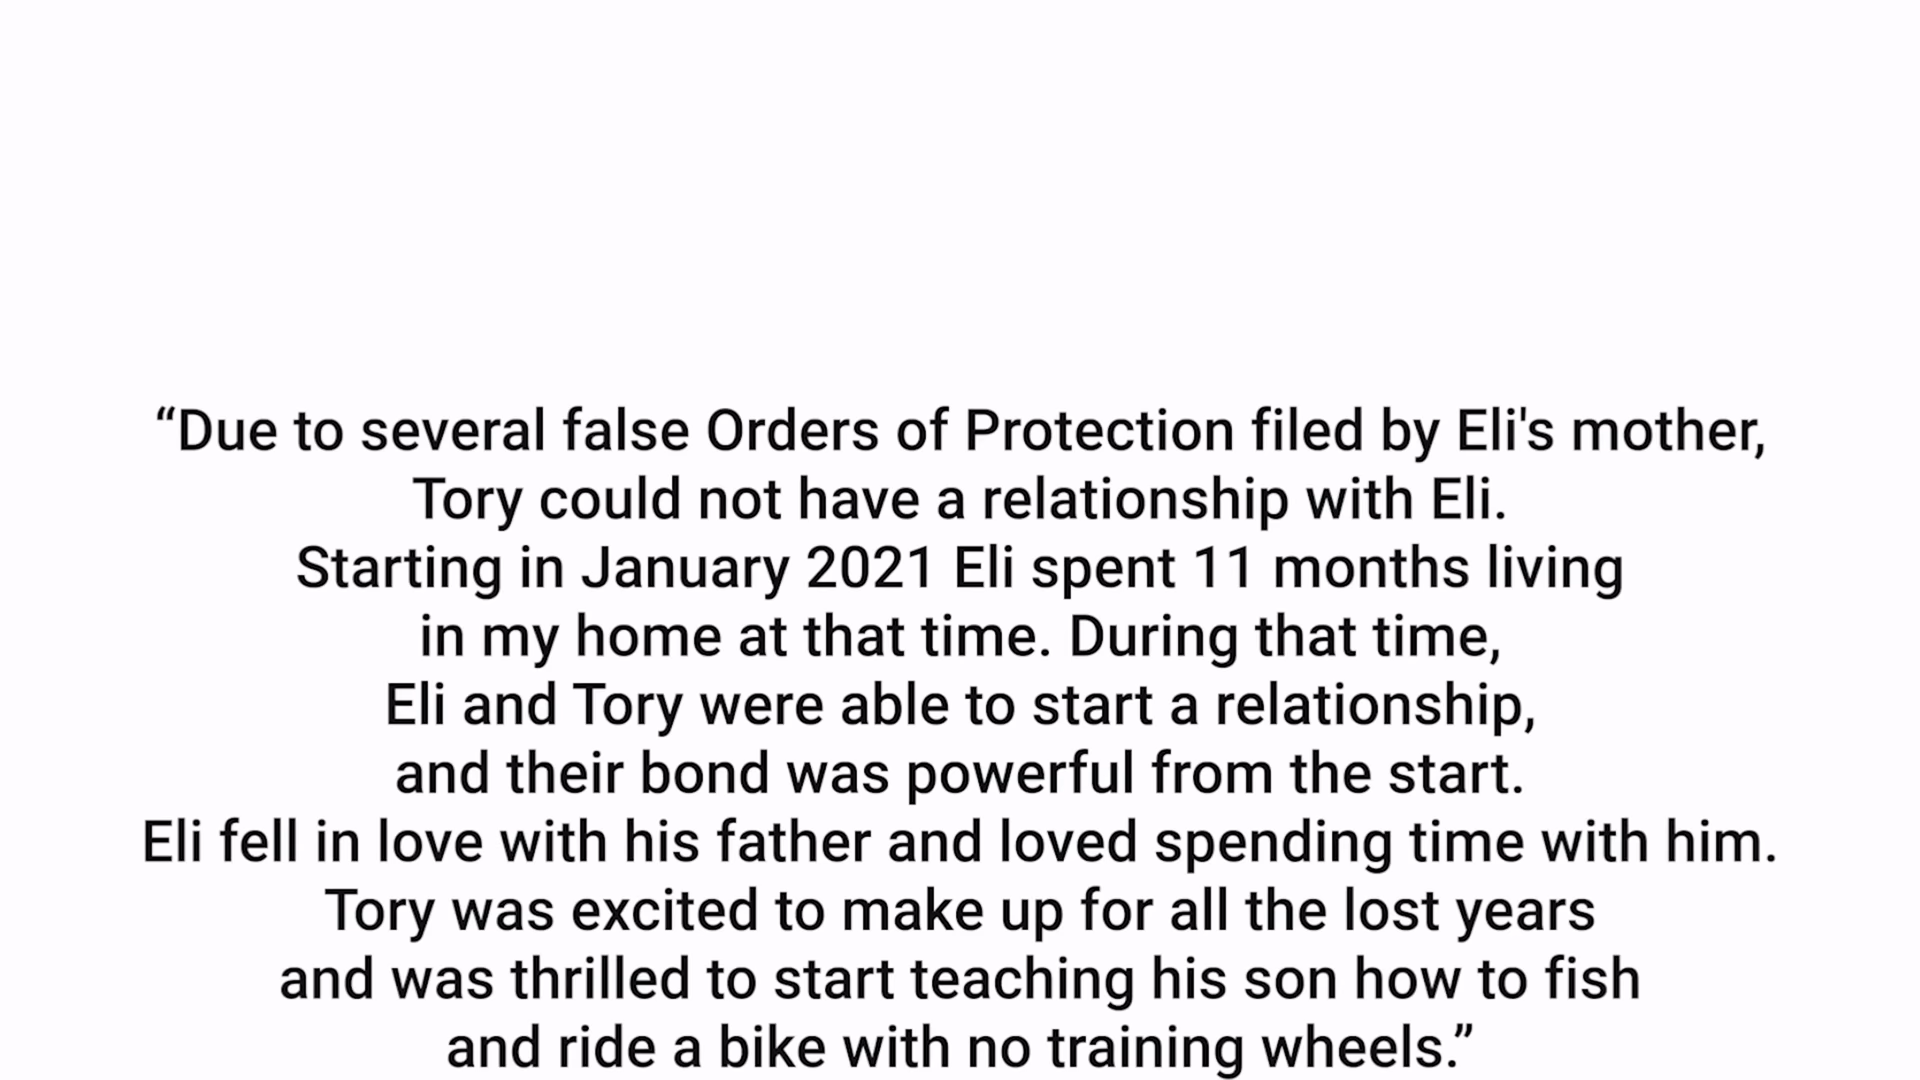 “Due to several false Orders of Protection filed by Eli's mother,
Tory could not have a relationship with Eli.
Starting in January 2021 Eli spent 11 months living
in my home at that time. During that time,
Eli and Tory were able to start a relationship,
and their bond was powerful from the start.
Eli fell in love with his father and loved spending time with him.
Tory was excited to make up for all the lost years
and was thrilled to start teaching his son how to fish
and ride a bike with no training wheels.”